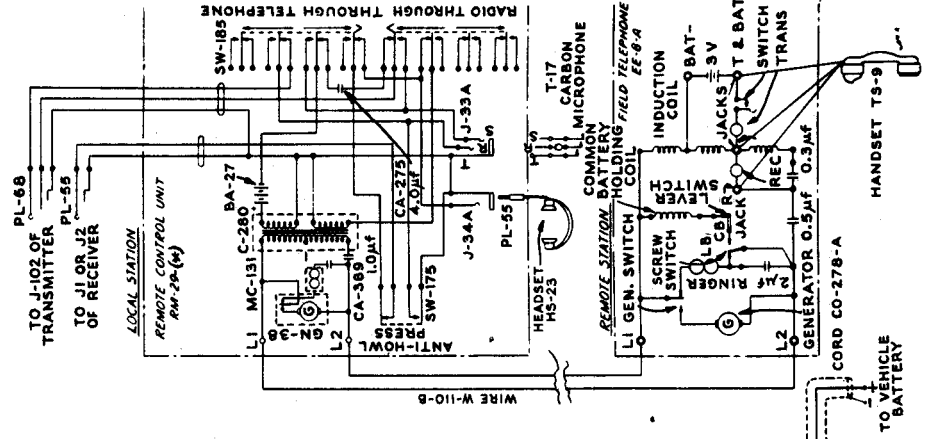 RADIO THROUGH TELEPHONE
SW-185
PL-68
TO J-102 OF
TRANSMITTER
PL-55
TO J1 OR J2
OF RECEIVER
LOCAL STATION
REMOTE CONTROL UNIT
RM-29-(*)
BA-27
C-280
MC-131
GN-38
G
L1
L2
CA-275
4.0µf
CA-389
1.0µf
SW-175
ANTI-HOWL
PRESS
J-33A
S
R
T
J-34A
PL-55
HEADSET
HS-23
T-17
CARBON
MICROPHONE
S
R
T
WIRE W-110-B
REMOTE STATION
FIELD TELEPHONE
EE-8-A
COMMON
BATTERY
HOLDING
COIL
INDUCTION
COIL
BAT-
3 V
T & BAT
SWITCH
TRANS
JACKS
REC
0.3µf
LEVER
SWITCH
R
JACK
CB
LB
SCREW
SWITCH
GEN. SWITCH
RINGER
2µf
0.5µf
G
GENERATOR
L1
L2
HANDSET TS-9
CORD CO-278-A
TO VEHICLE
BATTERY
+
-